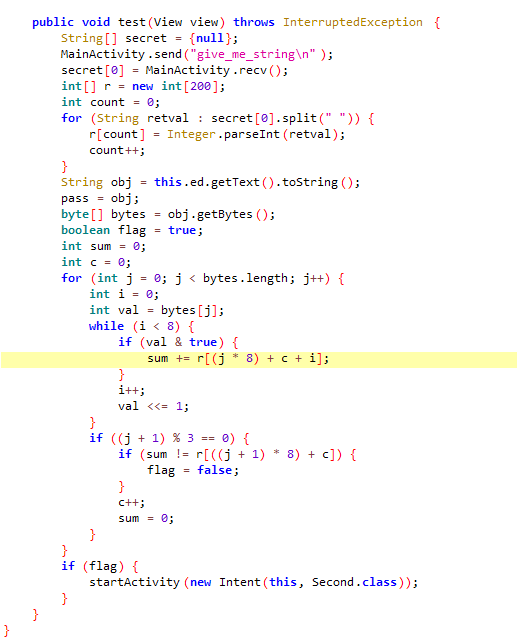 public void test(View view) throws InterruptedException {
String[] secret = {null};
MainActivity.send("give_me_string\n" );
secret[0] = MainActivity.recv();
int[] r = new int[200];
int count = 0;
for (String retval : secret[0].split(" ")) {
r[count] = Integer.parseInt(retval);
count++;
}
String obj = this.ed.getText().toString();
pass = obj;
byte[] bytes = obj.getBytes();
boolean flag = true;
int sum = 0;
int c = 0;
for (int j = 0; j < bytes.length; j++) {
int i = 0;
int val = bytes[j];
while (i < 8) {
if (val & true) {
sum += r[(j * 8) + c + i];
}
i++;
val <<= 1;
}
if ((j + 1) % 3 == 0) {
if (sum != r[((j + 1) * 8) + c]) {
flag = false;
}
c++;
sum = 0;
}
}
if (flag) {
startActivity(new Intent(this, Second.class));
}
}
}